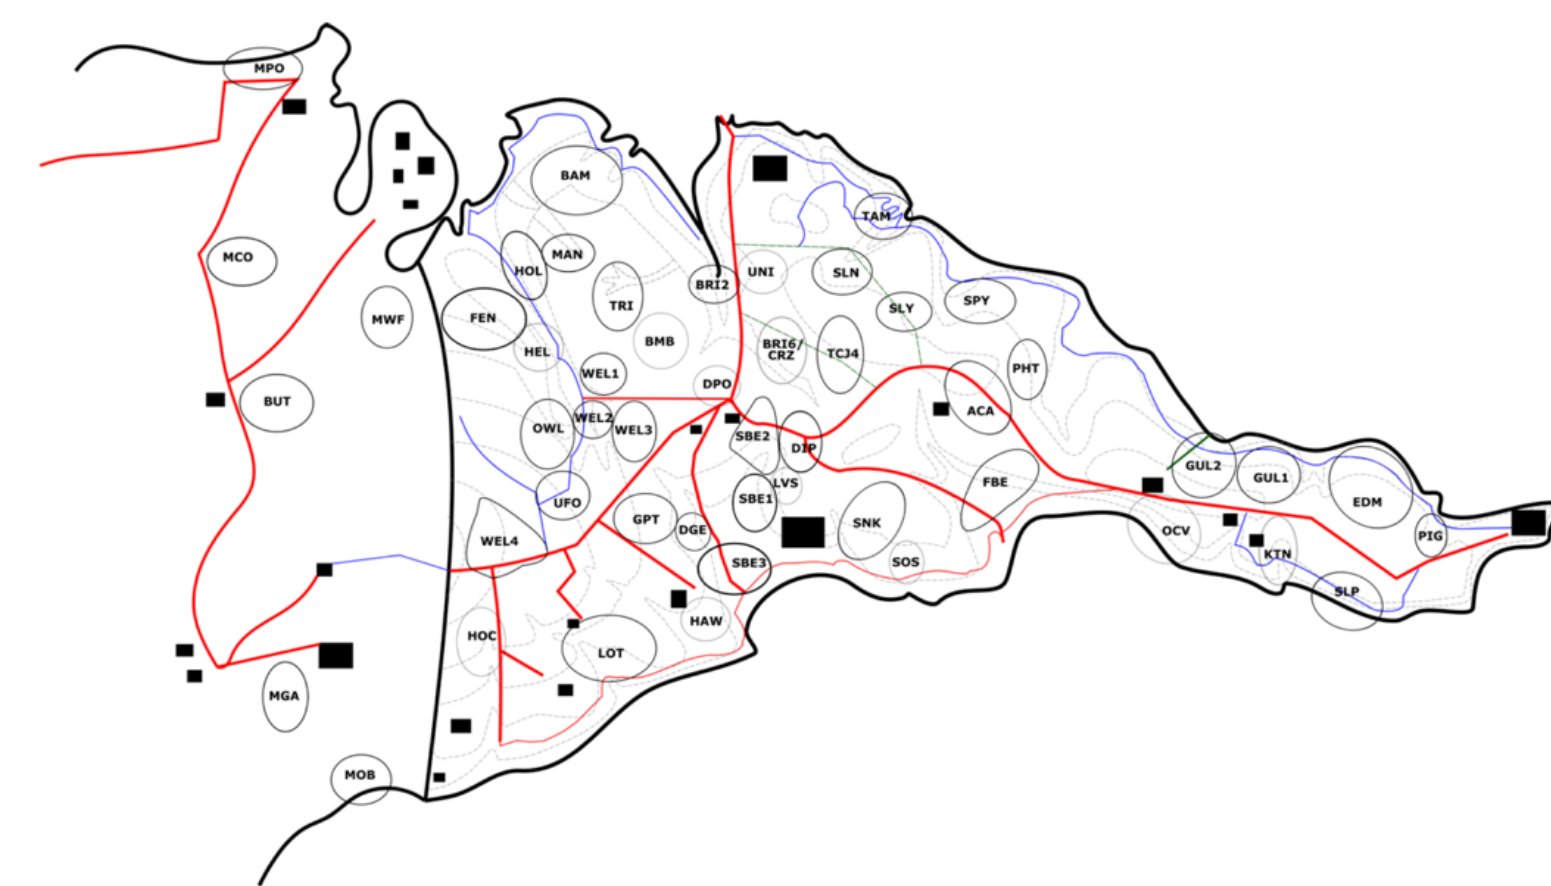 MPO
BAM
TAM
MCO
MAN
HOL
UNI
SLN
BRI2
TRI
SPY
SLY
FEN
MWF
BMB
HEL
BRI6/
CRZ
TCJ4
PHT
WEL1
DPO
BUT
ACA
WEL2
OWL
WEL3
SBE2
DIP
GUL2
GUL1
FBE
LVS
SBE1
EDM
UFO
GPT
DGE
SNK
OCV
PIG
WEL4
KTN
SBE3
SOS
SLP
HAW
HOC
LOT
MGA
MOB